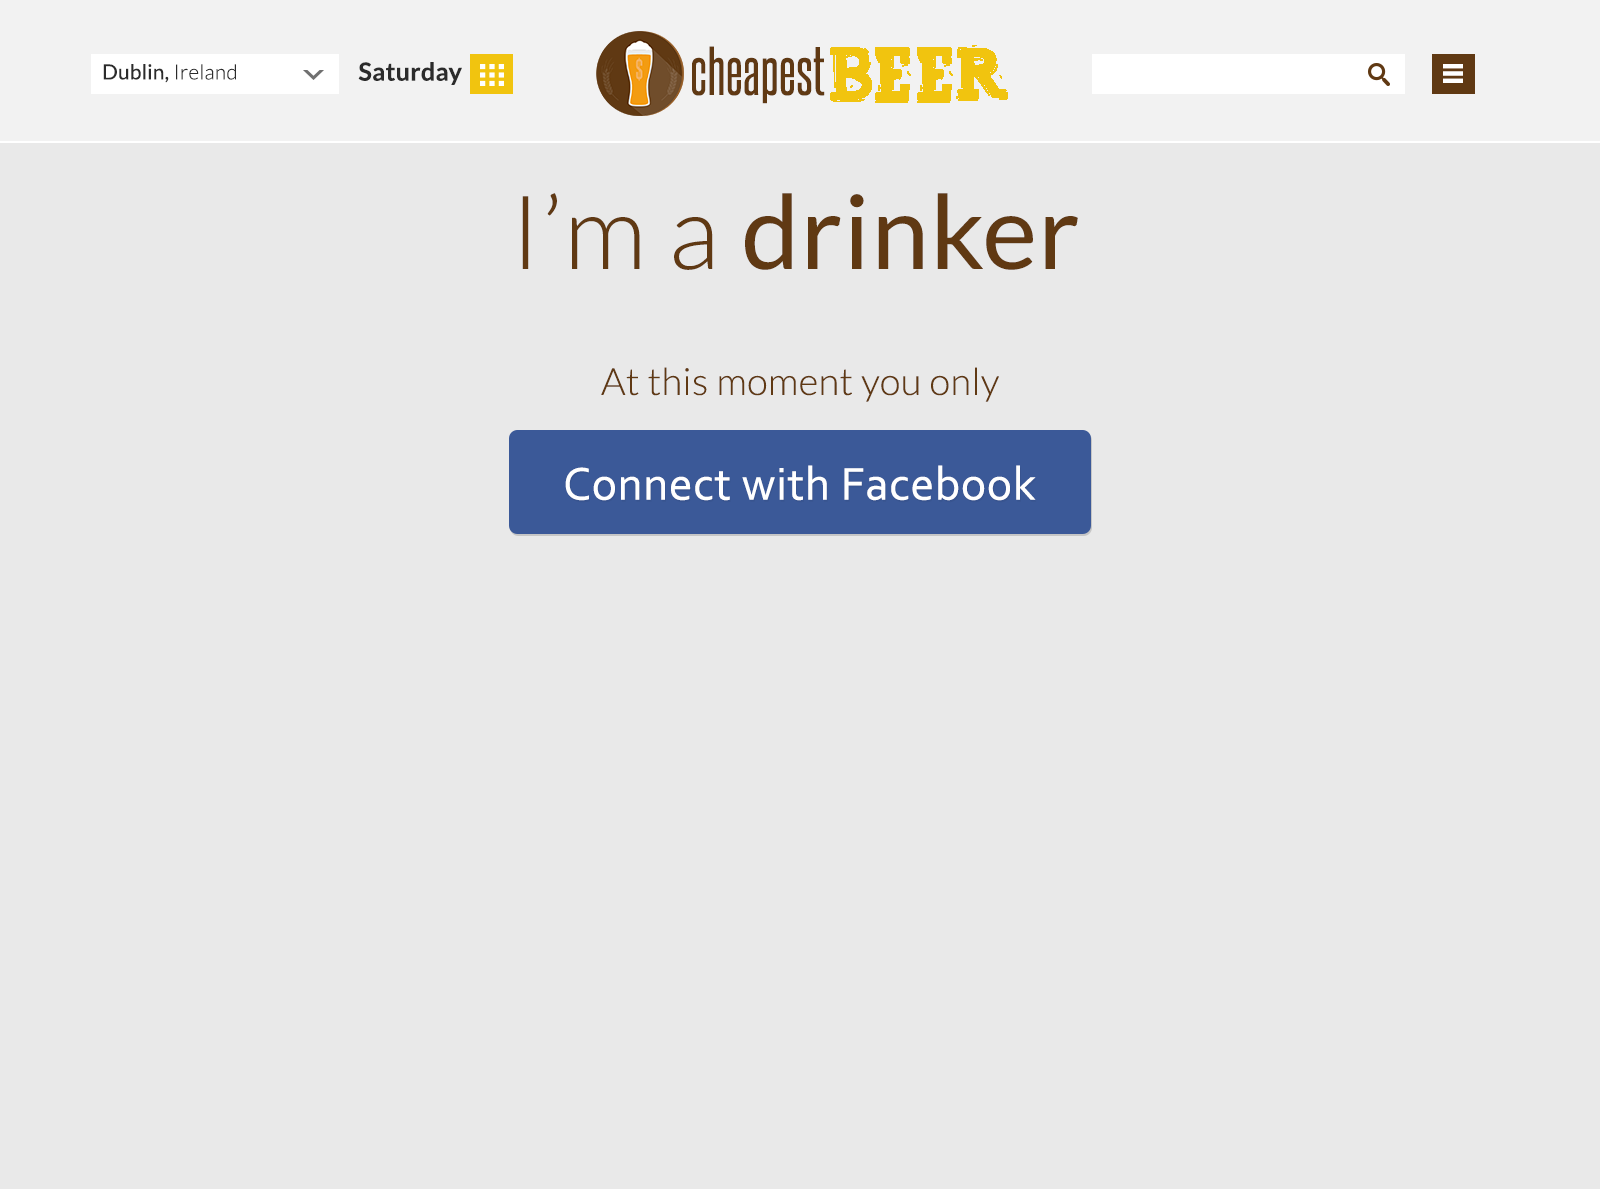 Dublin, Ireland
Saturday
$
cheapest BEER
I’m a drinker
At this moment you only
Connect with Facebook